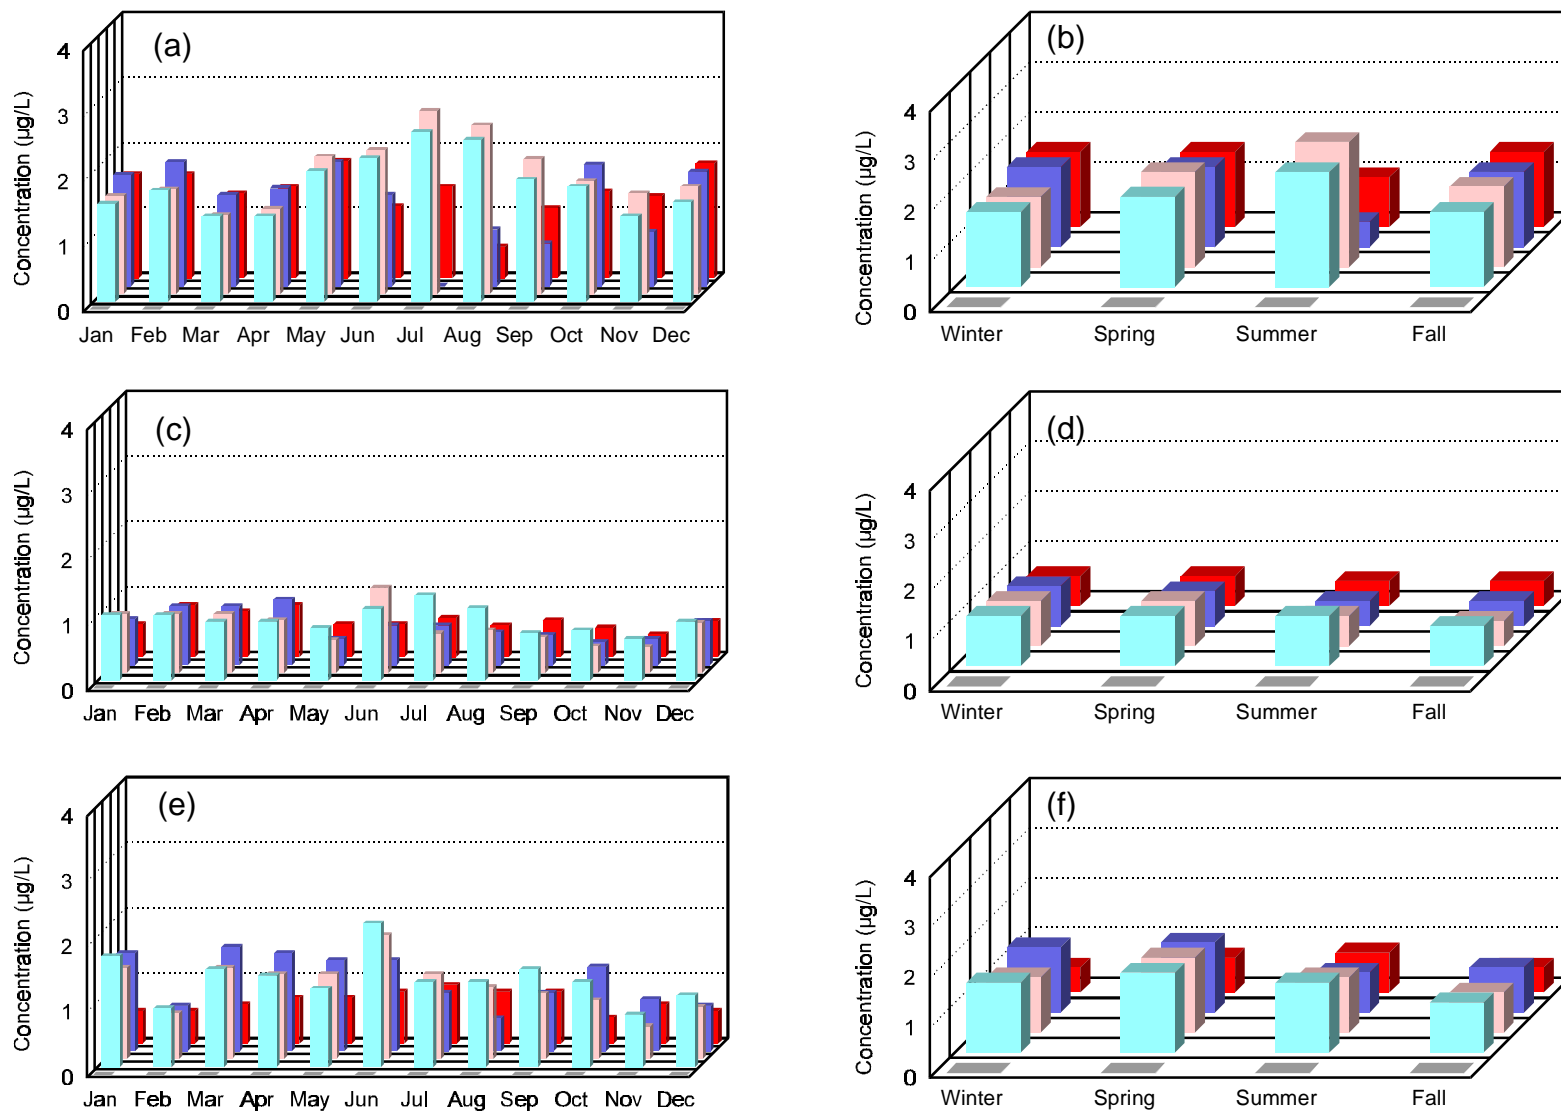 (a)
Concentration (µg/L)
4
3
2
1
0
Jan Feb Mar Apr May Jun Jul Aug Sep Oct Nov Dec
(b)
Concentration (µg/L)
4
3
2
1
0
Winter Spring Summer Fall
(c)
Concentration (µg/L)
4
3
2
1
0
Jan Feb Mar Apr May Jun Jul Aug Sep Oct Nov Dec
(d)
Concentration (µg/L)
4
3
2
1
0
Winter Spring Summer Fall
(e)
Concentration (µg/L)
4
3
2
1
0
Jan Feb Mar Apr May Jun Jul Aug Sep Oct Nov Dec
(f)
Concentration (µg/L)
4
3
2
1
0
Winter Spring Summer Fall